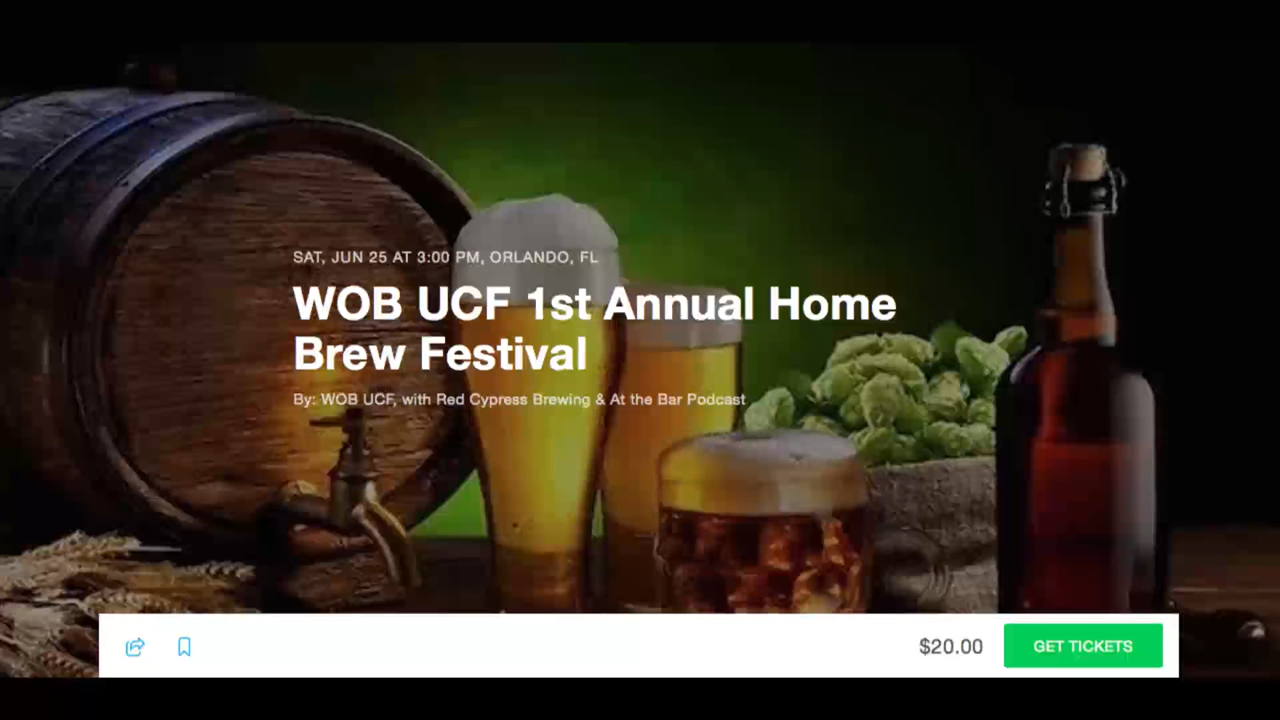 SAT, JUN 25 AT 3:00 PM, ORLANDO, FL
WOB UCF 1st Annual Home
Brew Festival
By: WOB UCF, with Red Cypress Brewing & At the Bar Podcast
$20.00
GET TICKETS